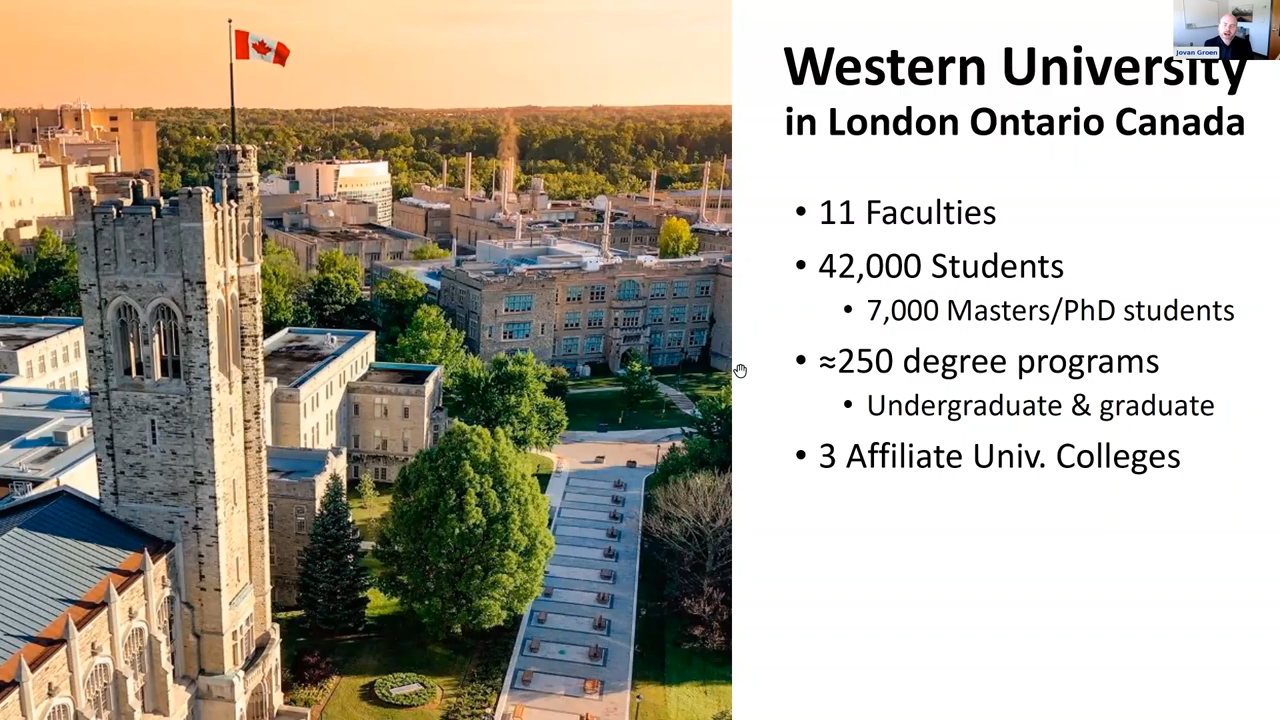 Western University
in London Ontario Canada
Jovan Groen
• 11 Faculties
• 42,000 Students
• 7,000 Masters/PhD students
• ≈250 degree programs
• Undergraduate & graduate
• 3 Affiliate Univ. Colleges